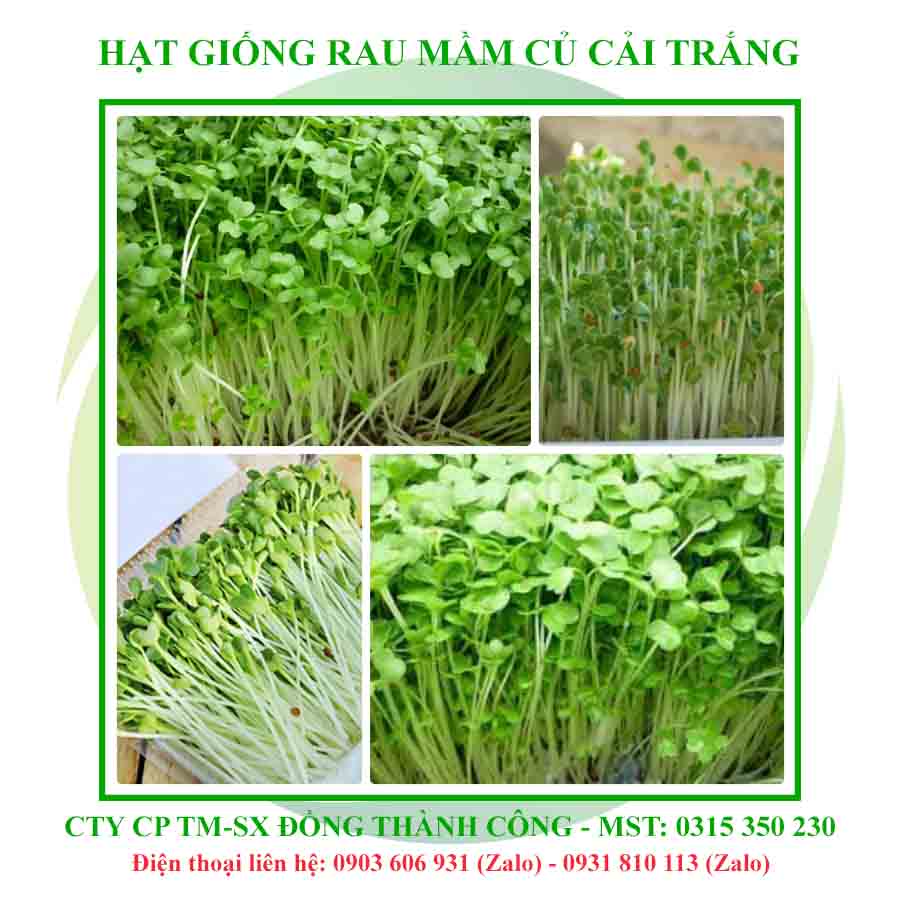 HẠT GIỐNG RAU MẦM CỦ CẢI TRẮNG
CTY CP TM-SX ĐỒNG THÀNH CÔNG - MST: 0315 350 230
Điện thoại liên hệ: 0903 606 931 (Zalo) - 0931 810 113 (Zalo)